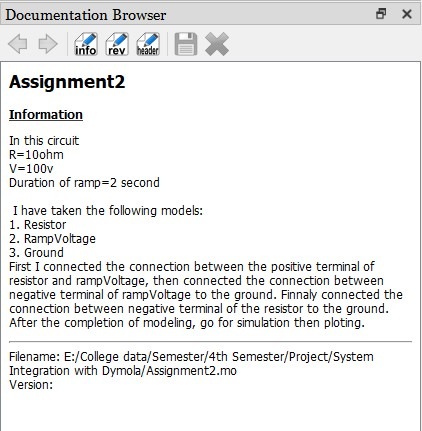 Documentation Browser
info rev header
Assignment2
Information
In this circuit
R=10ohm
V=100v
Duration of ramp=2 second
I have taken the following models:
1. Resistor
2. RampVoltage
3. Ground
First I connected the connection between the positive terminal of
resistor and rampVoltage, then connected the connection between
negative terminal of rampVoltage to the ground. Finnaly connected the
connection between negative terminal of the resistor to the ground.
After the completion of modeling, go for simulation then ploting.
Filename: E:/College data/Semester/4th Semester/Project/System
Integration with Dymola/Assignment2.mo
Version: